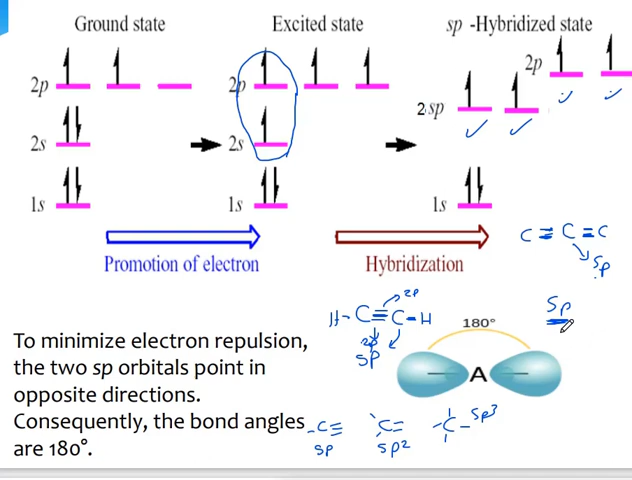 Ground state
Excited state
sp -Hybridized state
2p
2p
2p
2sp
2s
2s
1s
1s
1s
C ≡ C = C
sp
Promotion of electron
Hybridization
2p
H - C ≡ C - H
sp
180°
sp
A
To minimize electron repulsion,
the two sp orbitals point in
opposite directions.
Consequently, the bond angles
are 180°.
-C≡
C=
-C-
sp3
sp
sp2